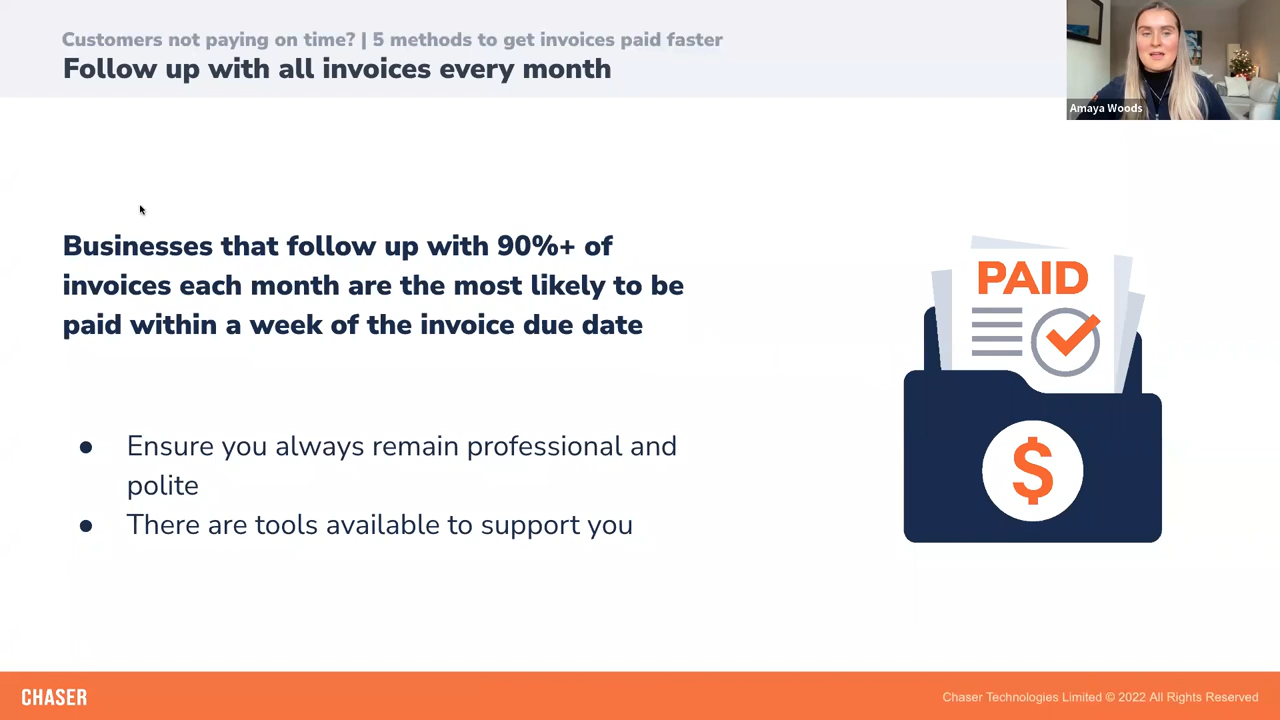 Customers not paying on time? | 5 methods to get invoices paid faster
Follow up with all invoices every month
Amaya Woods
Businesses that follow up with 90%+ of
invoices each month are the most likely to be
paid within a week of the invoice due date
● Ensure you always remain professional and
polite
● There are tools available to support you
PAID
$
CHASER
Chaser Technologies Limited © 2022 All Rights Reserved